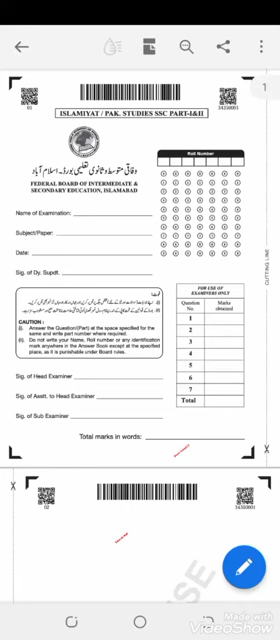 1
01
34350001
ISLAMIYAT / PAK. STUDIES SSC PART-I&II
وفاقی متوسط و ثانوی تعلیمی بورڈ، اسلام آباد
FEDERAL BOARD OF INTERMEDIATE &
SECONDARY EDUCATION, ISLAMABAD
Roll Number
Name of Examination:
Subject/Paper:
Date:
Sig. of Dy. Supdt.
CUTTING LINE
CAUTION :
(i). Answer the Question/(Part) at the space specified for the same and write part number where required.
(ii). Do not write your Name, Roll Number or any identification mark anywhere in the Answer Book except at the specified place, as it is punishable under Board rules.
FOR USE OF
EXAMINERS ONLY
Question No.
Marks obtained
1
2
3
4
5
6
7
Total
Sig. of Head Examiner
Sig. of Asstt. to Head Examiner
Sig. of Sub Examiner
Total marks in words:
02
34350001
USE
Made with
VideoShow